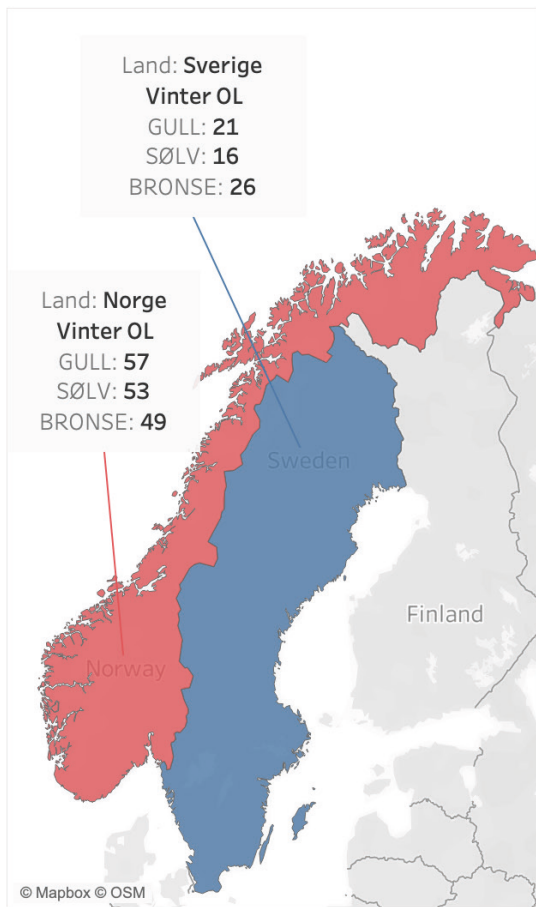 Land: Sverige
Vinter OL
GULL: 21
SØLV: 16
BRONSE: 26
Land: Norge
Vinter OL
GULL: 57
SØLV: 53
BRONSE: 49
Sweden
Finland
Norway
© Mapbox © OSM